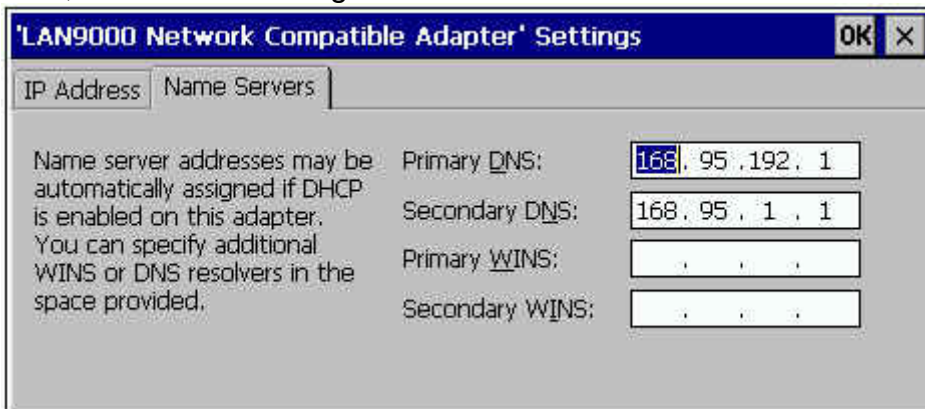 'LAN9000 Network Compatible Adapter' Settings OK ×
IP Address Name Servers
Name server addresses may be
automatically assigned if DHCP
is enabled on this adapter.
You can specify additional
WINS or DNS resolvers in the
space provided.
Primary DNS: 168. 95 .192. 1
Secondary DNS: 168. 95 . 1 . 1
Primary WINS: . . .
Secondary WINS: . . .